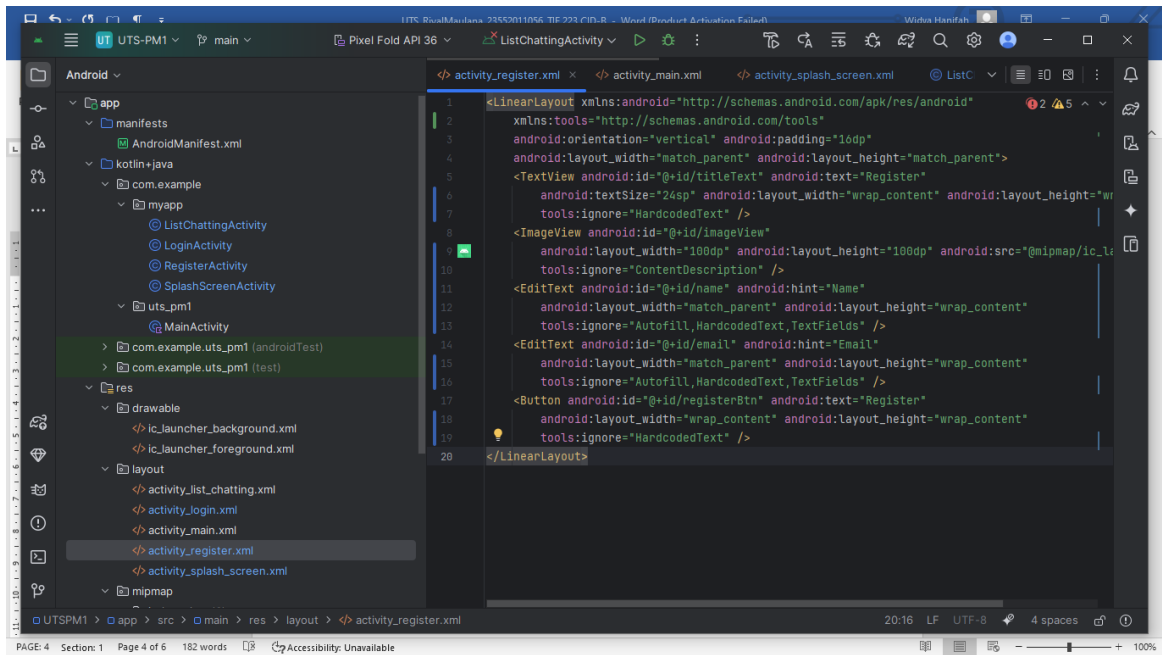 UTS_RivalMaulana_23552011056_TIF 223 CID-B - Word (Product Activation Failed)
Widya Hanifah
UT UTS-PM1
main
Pixel Fold API 36
ListChattingActivity
Android
activity_register.xml
activity_main.xml
activity_splash_screen.xml
ListC
app
manifests
AndroidManifest.xml
kotlin+java
com.example
myapp
ListChattingActivity
LoginActivity
RegisterActivity
SplashScreenActivity
uts_pm1
MainActivity
com.example.uts_pm1 (androidTest)
com.example.uts_pm1 (test)
res
drawable
ic_launcher_background.xml
ic_launcher_foreground.xml
layout
activity_list_chatting.xml
activity_login.xml
activity_main.xml
activity_register.xml
activity_splash_screen.xml
mipmap
2 5
1 <LinearLayout xmlns:android="http://schemas.android.com/apk/res/android"
2 xmlns:tools="http://schemas.android.com/tools"
3 android:orientation="vertical" android:padding="16dp"
4 android:layout_width="match_parent" android:layout_height="match_parent">
5 <TextView android:id="@+id/titleText" android:text="Register"
6 android:textSize="24sp" android:layout_width="wrap_content" android:layout_height="wr
7 tools:ignore="HardcodedText" />
8 <ImageView android:id="@+id/imageView"
9 android:layout_width="100dp" android:layout_height="100dp" android:src="@mipmap/ic_la
10 tools:ignore="ContentDescription" />
11 <EditText android:id="@+id/name" android:hint="Name"
12 android:layout_width="match_parent" android:layout_height="wrap_content"
13 tools:ignore="Autofill,HardcodedText,TextFields" />
14 <EditText android:id="@+id/email" android:hint="Email"
15 android:layout_width="match_parent" android:layout_height="wrap_content"
16 tools:ignore="Autofill,HardcodedText,TextFields" />
17 <Button android:id="@+id/registerBtn" android:text="Register"
18 android:layout_width="wrap_content" android:layout_height="wrap_content"
19 tools:ignore="HardcodedText" />
20 </LinearLayout>
UTSPM1 > app > src > main > res > layout > activity_register.xml
20:16 LF UTF-8 4 spaces
PAGE: 4 Section: 1 Page 4 of 6 182 words Accessibility: Unavailable 100%